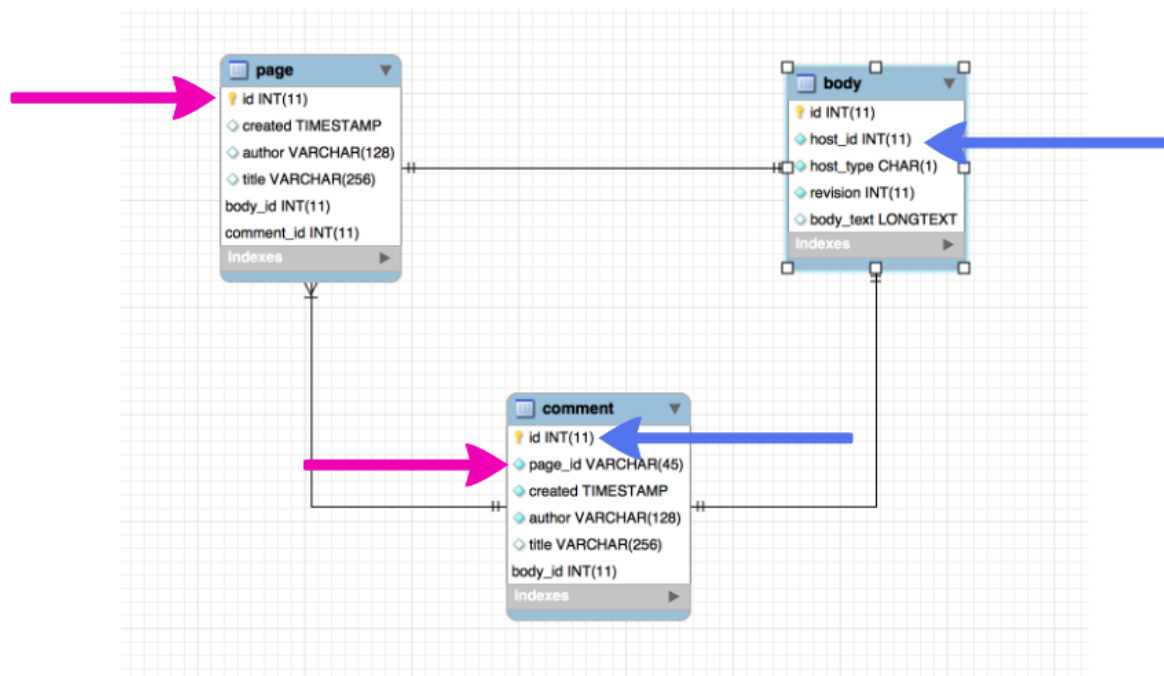 page
id INT(11)
created TIMESTAMP
author VARCHAR(128)
title VARCHAR(256)
body_id INT(11)
comment_id INT(11)
Indexes
body
id INT(11)
host_id INT(11)
host_type CHAR(1)
revision INT(11)
body_text LONGTEXT
Indexes
comment
id INT(11)
page_id VARCHAR(45)
created TIMESTAMP
author VARCHAR(128)
title VARCHAR(256)
body_id INT(11)
Indexes